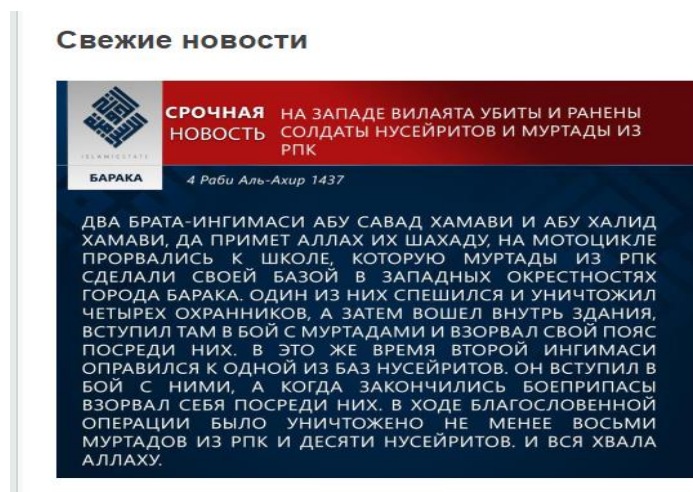 Свежие новости
СРОЧНАЯ НОВОСТЬ
НА ЗАПАДЕ ВИЛАЯТА УБИТЫ И РАНЕНЫ
СОЛДАТЫ НУСЕЙРИТОВ И МУРТАДЫ ИЗ
РПК
ISLAMICSTATE
БАРАКА
4 Раби Аль-Ахир 1437
ДВА БРАТА-ИНГИМАСИ АБУ САВАД ХАМАВИ И АБУ ХАЛИД
ХАМАВИ, ДА ПРИМЕТ АЛЛАХ ИХ ШАХАДУ, НА МОТОЦИКЛЕ
ПРОРВАЛИСЬ К ШКОЛЕ, КОТОРУЮ МУРТАДЫ ИЗ РПК
СДЕЛАЛИ СВОЕЙ БАЗОЙ В ЗАПАДНЫХ ОКРЕСТНОСТЯХ
ГОРОДА БАРАКА. ОДИН ИЗ НИХ СПЕШИЛСЯ И УНИЧТОЖИЛ
ЧЕТЫРЕХ ОХРАННИКОВ, А ЗАТЕМ ВОШЕЛ ВНУТРЬ ЗДАНИЯ,
ВСТУПИЛ ТАМ В БОЙ С МУРТАДАМИ И ВЗОРВАЛ СВОЙ ПОЯС
ПОСРЕДИ НИХ. В ЭТО ЖЕ ВРЕМЯ ВТОРОЙ ИНГИМАСИ
ОПРАВИЛСЯ К ОДНОЙ ИЗ БАЗ НУСЕЙРИТОВ. ОН ВСТУПИЛ В
БОЙ С НИМИ, А КОГДА ЗАКОНЧИЛИСЬ БОЕПРИПАСЫ
ВЗОРВАЛ СЕБЯ ПОСРЕДИ НИХ. В ХОДЕ БЛАГОСЛОВЕННОЙ
ОПЕРАЦИИ БЫЛО УНИЧТОЖЕНО НЕ МЕНЕЕ ВОСЬМИ
МУРТАДОВ ИЗ РПК И ДЕСЯТИ НУСЕЙРИТОВ. И ВСЯ ХВАЛА
АЛЛАХУ.